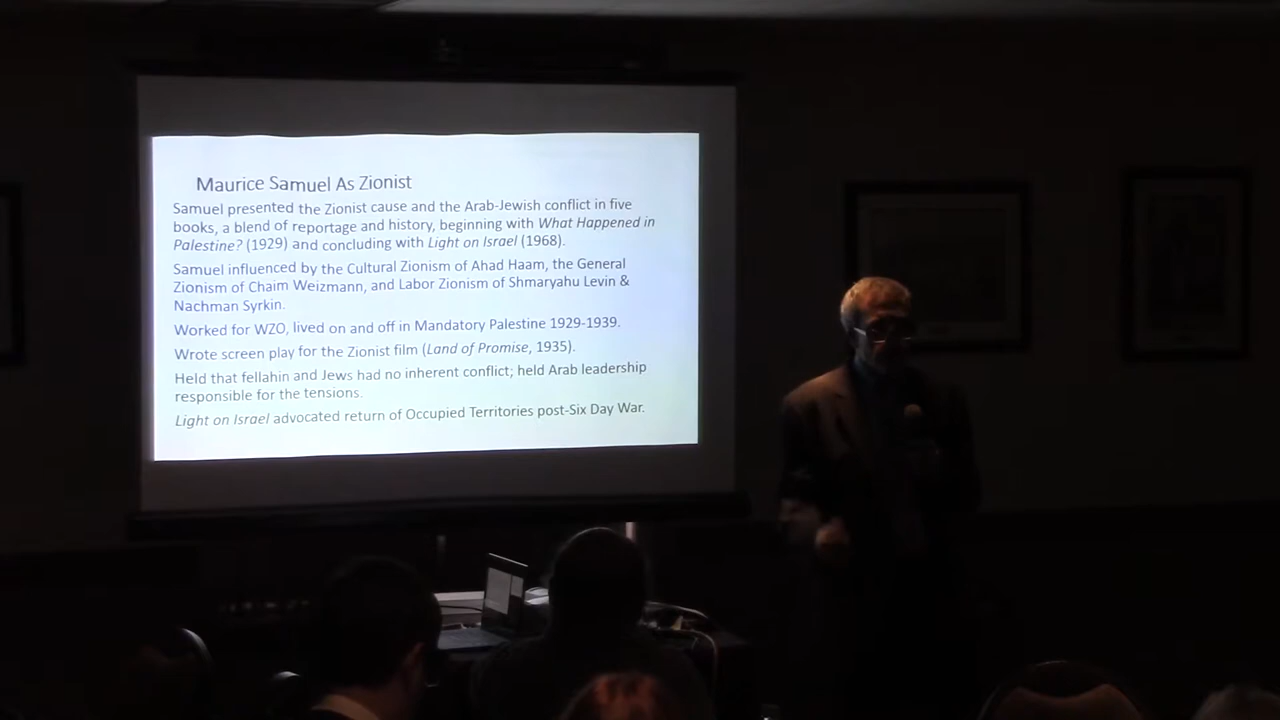 Maurice Samuel As Zionist
Samuel presented the Zionist cause and the Arab-Jewish conflict in five
books, a blend of reportage and history, beginning with What Happened in
Palestine? (1929) and concluding with Light on Israel (1968).
Samuel influenced by the Cultural Zionism of Ahad Haam, the General
Zionism of Chaim Weizmann, and Labor Zionism of Shmaryahu Levin &
Nachman Syrkin.
Worked for WZO, lived on and off in Mandatory Palestine 1929-1939.
Wrote screen play for the Zionist film (Land of Promise, 1935).
Held that fellahin and Jews had no inherent conflict; held Arab leadership
responsible for the tensions.
Light on Israel advocated return of Occupied Territories post-Six Day War.